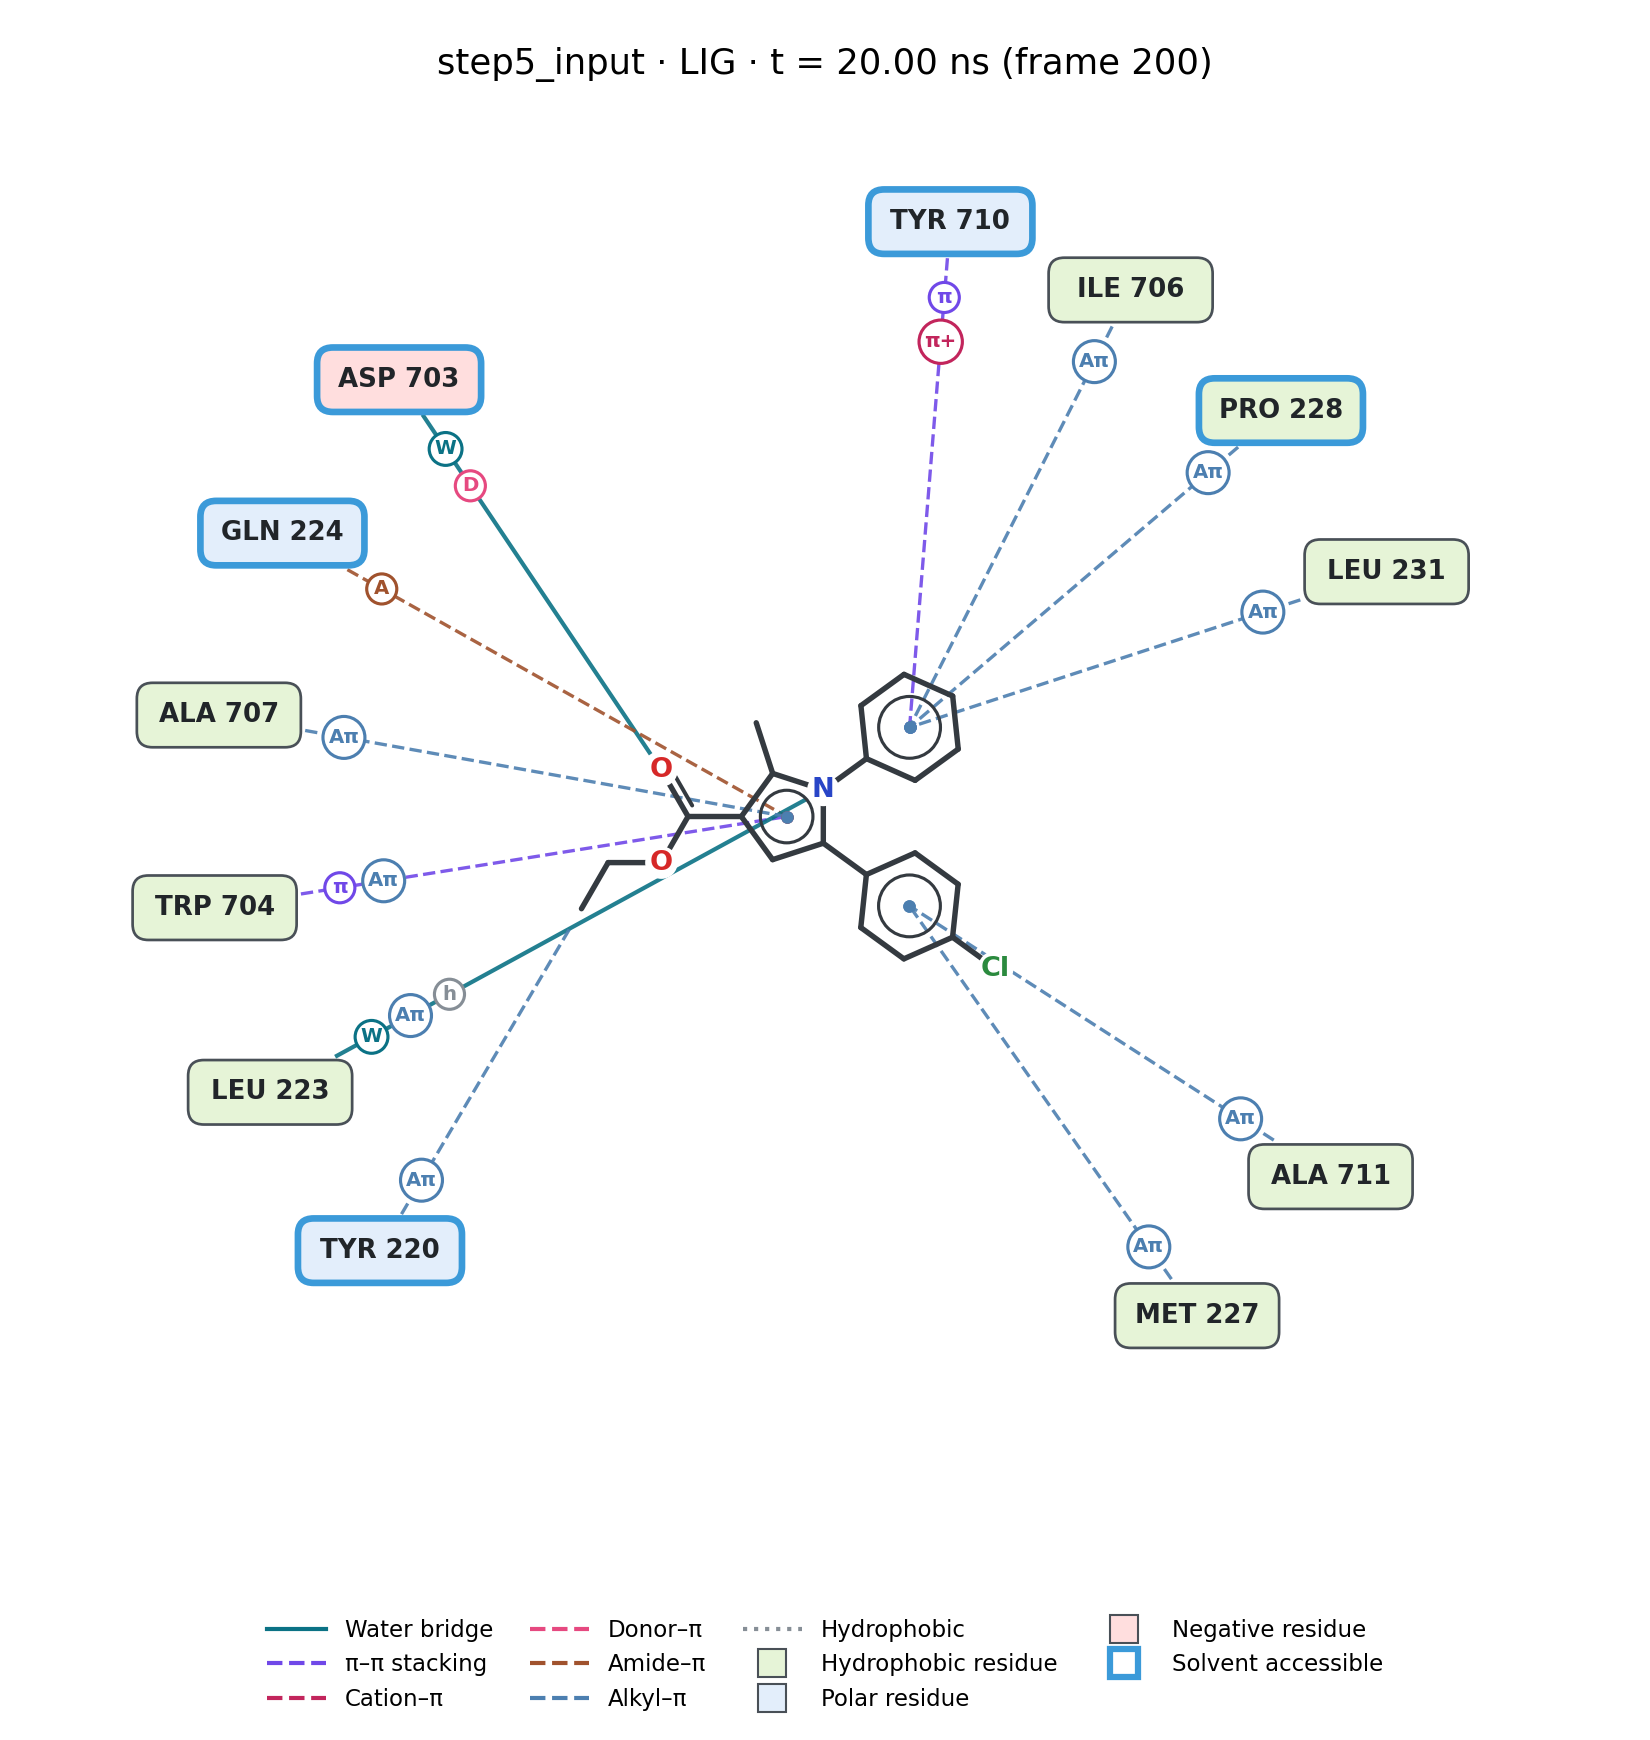 step5_input · LIG · t = 20.00 ns (frame 200)
TYR 710
π
π+
ILE 706
Aπ
ASP 703
W
D
PRO 228
Aπ
GLN 224
A
LEU 231
Aπ
ALA 707
Aπ
O
N
O
TRP 704
π
Aπ
Cl
h
Aπ
W
LEU 223
Aπ
ALA 711
Aπ
TYR 220
Aπ
MET 227
Water bridge
π–π stacking
Cation–π
Donor–π
Amide–π
Alkyl–π
Hydrophobic
Hydrophobic residue
Polar residue
Negative residue
Solvent accessible